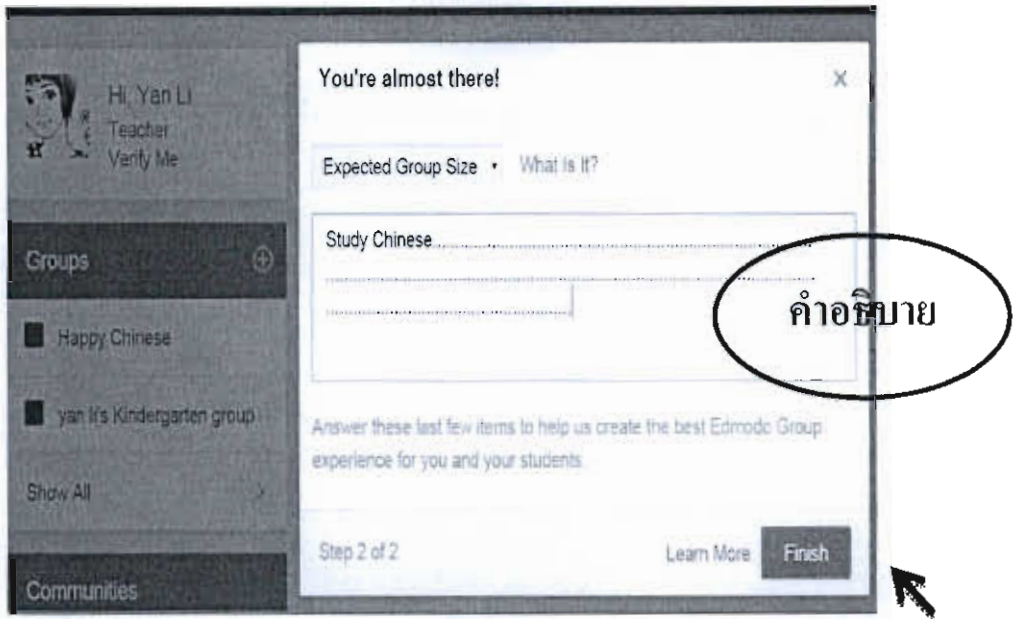 Hi, Yan Li
Teacher
Verify Me
Groups
Happy Chinese
yan li's Kindergarten group
Show All
Communities
You're almost there!
X
Expected Group Size
What is It?
Study Chinese
คำอธิบาย
Answer these last few items to help us create the best Edmodo Group
experience for you and your students.
Step 2 of 2
Learn More
Finish